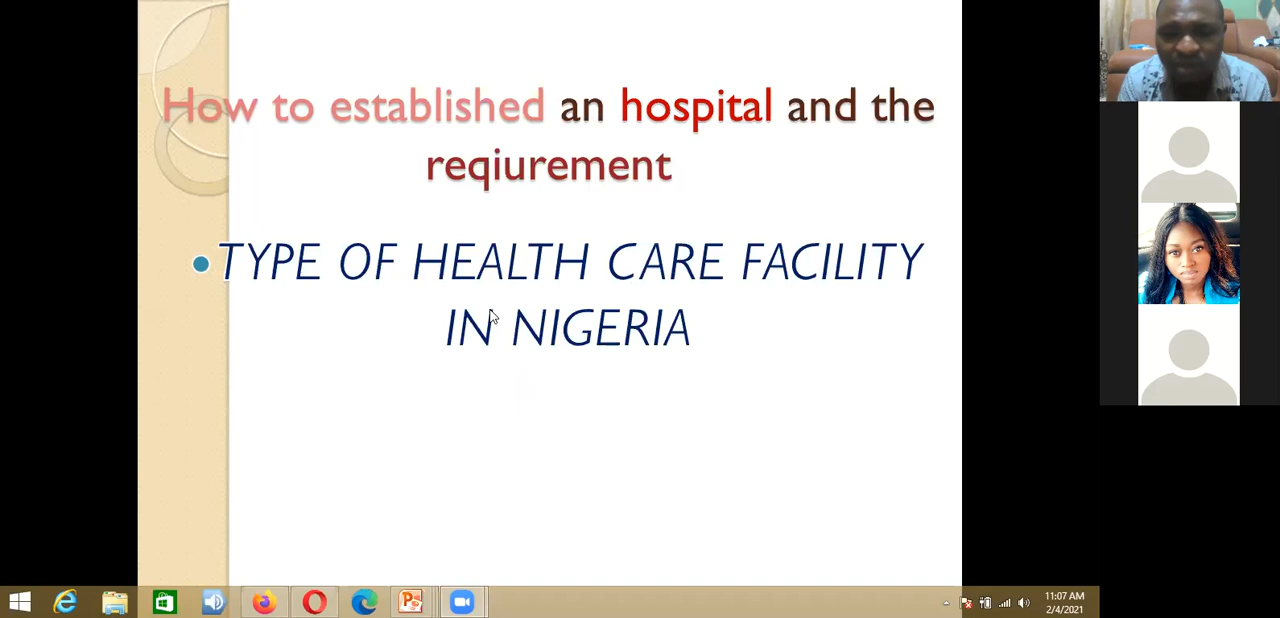 How to established an hospital and the
reqiurement
TYPE OF HEALTH CARE FACILITY
IN NIGERIA
11:07 AM
2/4/2021